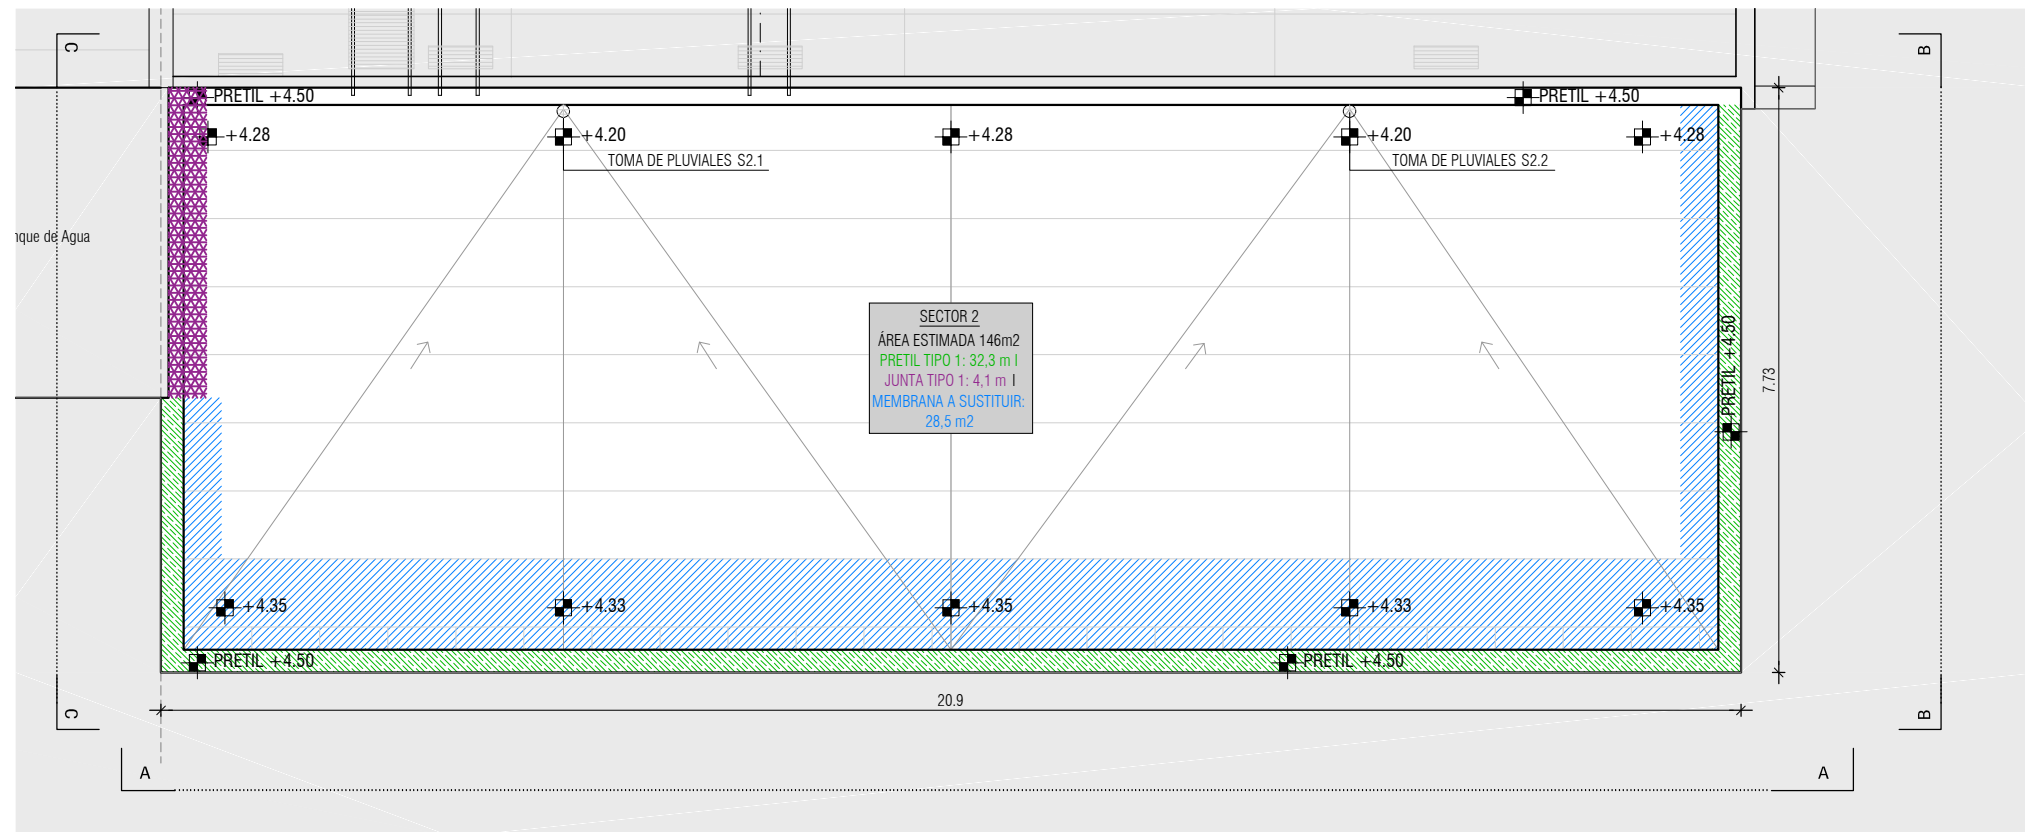 C
B
PRETIL +4.50
PRETIL +4.50
+4.28
+4.20
+4.28
+4.20
+4.28
TOMA DE PLUVIALES S2.1
TOMA DE PLUVIALES S2.2
de Agua
SECTOR 2
ÁREA ESTIMADA 146m2
PRETIL TIPO 1: 32,3 m l
JUNTA TIPO 1: 4,1 m l
MEMBRANA A SUSTITUIR:
28,5 m2
PRETIL +4.50
7.73
+4.35
+4.33
+4.35
+4.33
+4.35
PRETIL +4.50
PRETIL +4.50
20.9
C
B
A
A